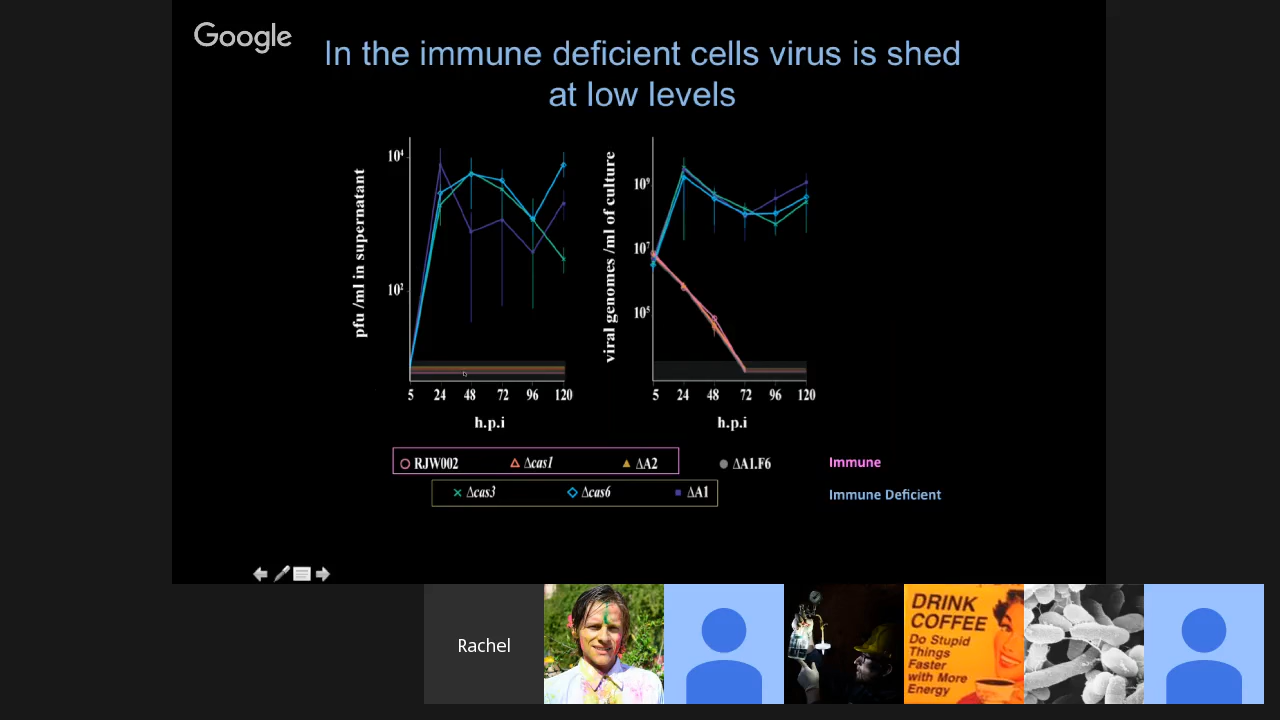 Google
In the immune deficient cells virus is shed
at low levels
pfu /ml in supernatant
10⁴
10²
5 24 48 72 96 120
h.p.i
viral genomes /ml of culture
10⁹
10⁷
10⁵
5 24 48 72 96 120
h.p.i
RJW002 Δcas1 ΔA2 ΔA1.F6
Immune
Δcas3 Δcas6 ΔA1
Immune Deficient
Rachel
DRINK
COFFEE
Do Stupid
Things
Faster
with More
Energy